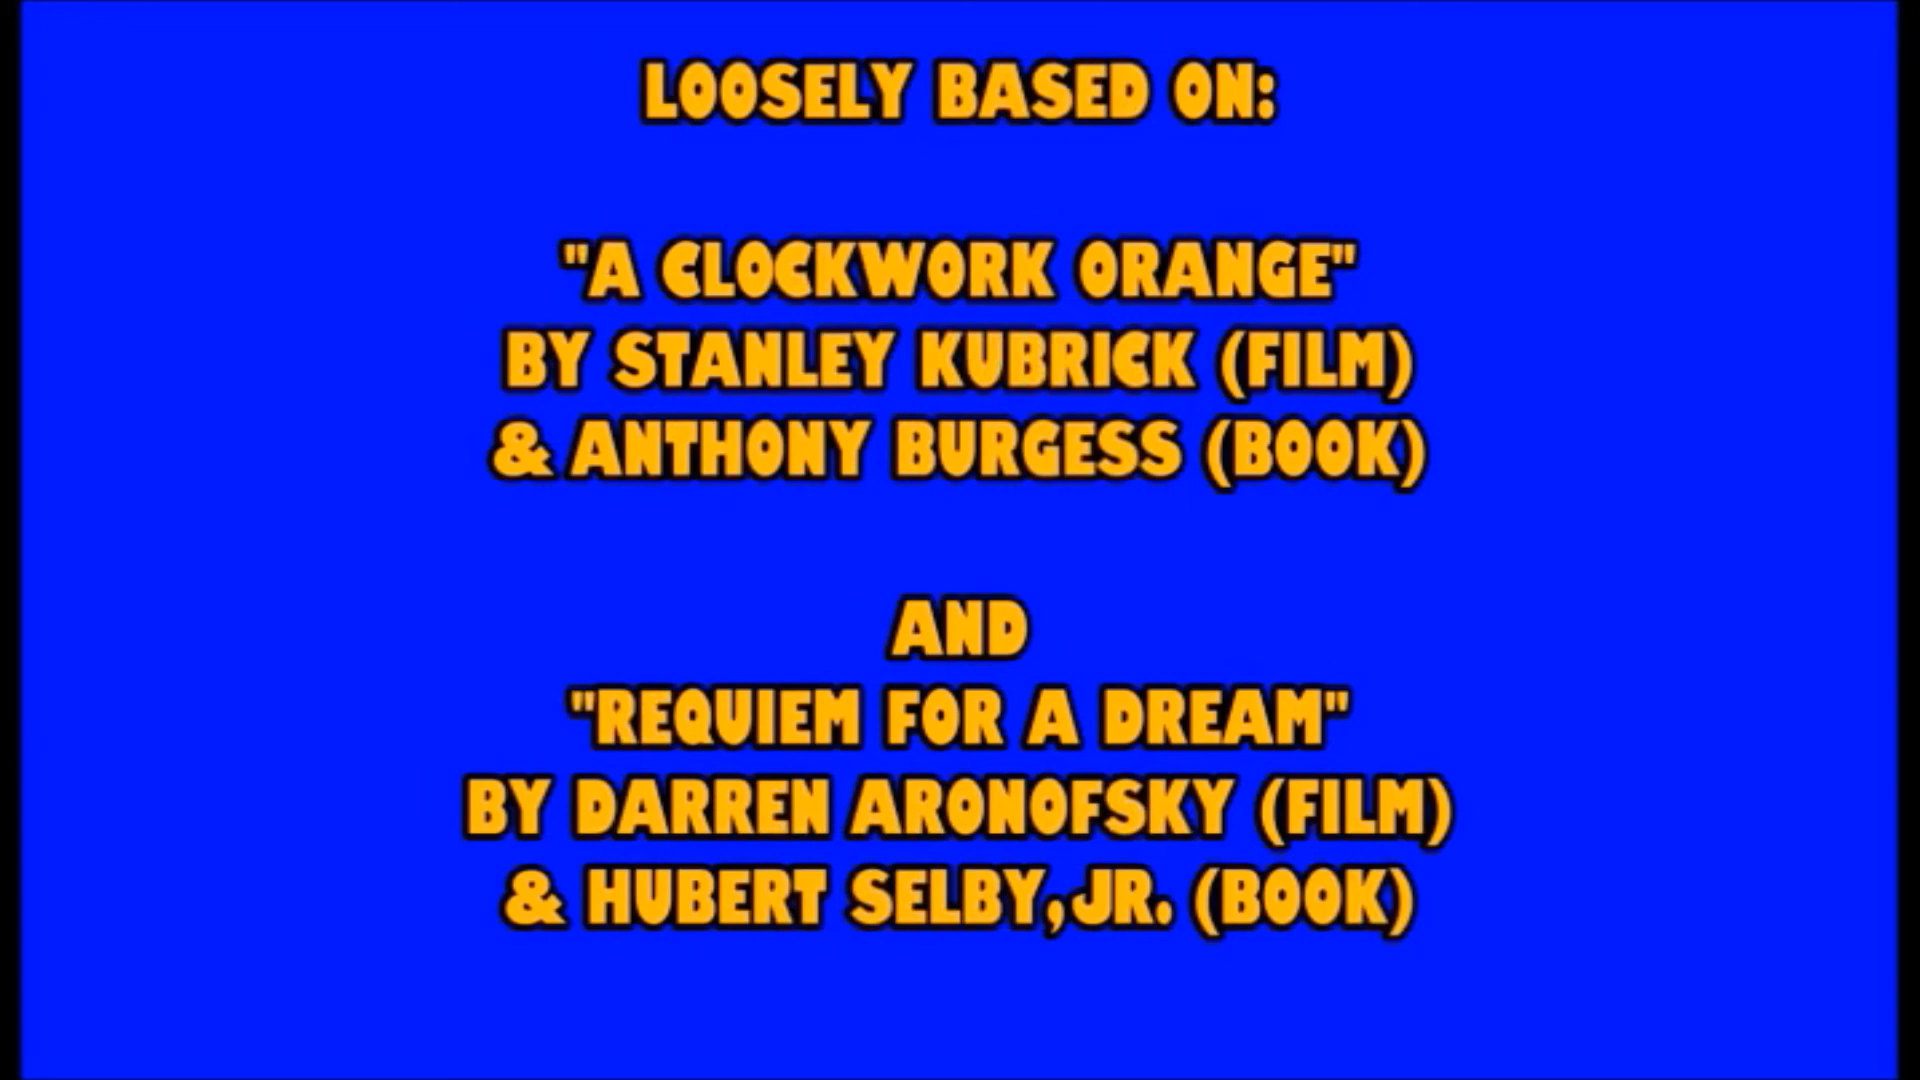 LOOSELY BASED ON:
"A CLOCKWORK ORANGE"
BY STANLEY KUBRICK (FILM)
& ANTHONY BURGESS (BOOK)
AND
"REQUIEM FOR A DREAM"
BY DARREN ARONOFSKY (FILM)
& HUBERT SELBY, JR. (BOOK)